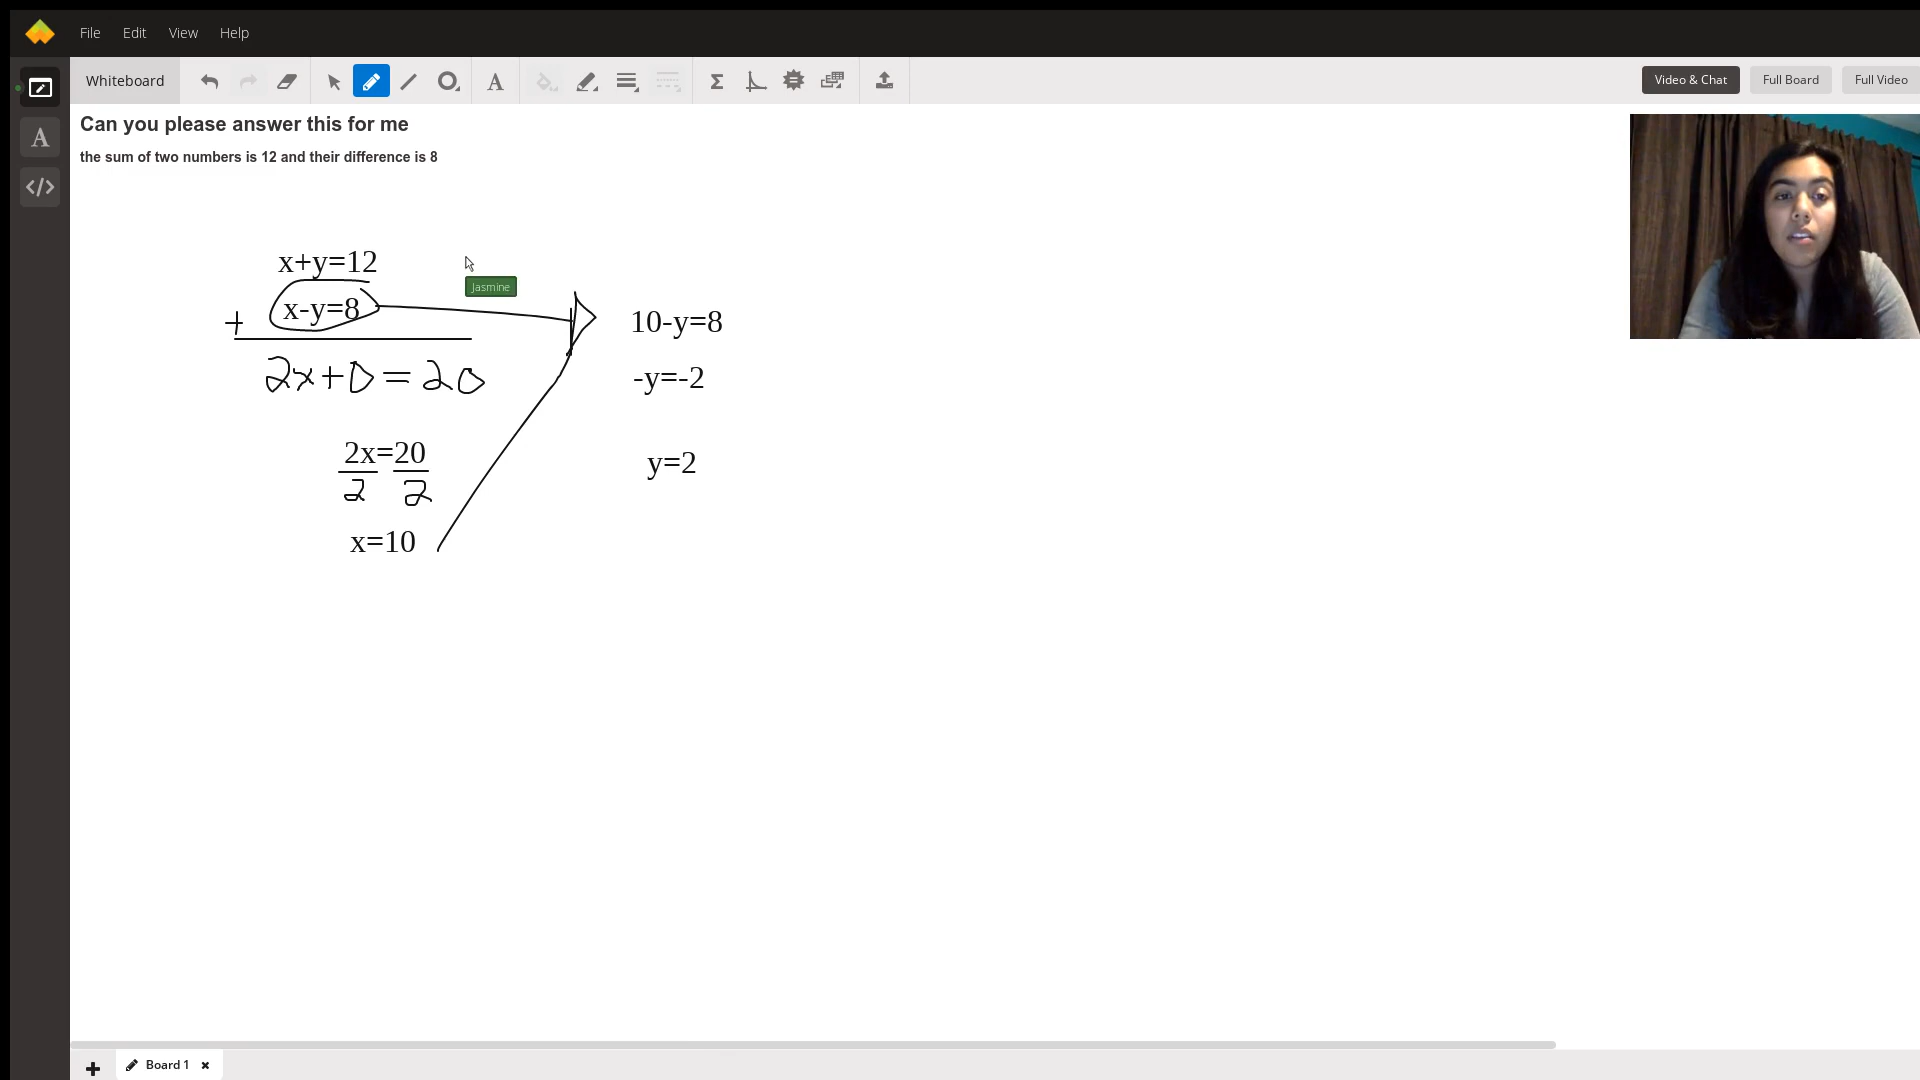 File Edit View Help
Whiteboard
A
Σ
Video & Chat Full Board Full Video
A
</>
Can you please answer this for me
the sum of two numbers is 12 and their difference is 8
x+y=12
Jasmine
+ x-y=8
2x+0=20
2x=20
2 2
x=10
10-y=8
-y=-2
y=2
+ Board 1 ×